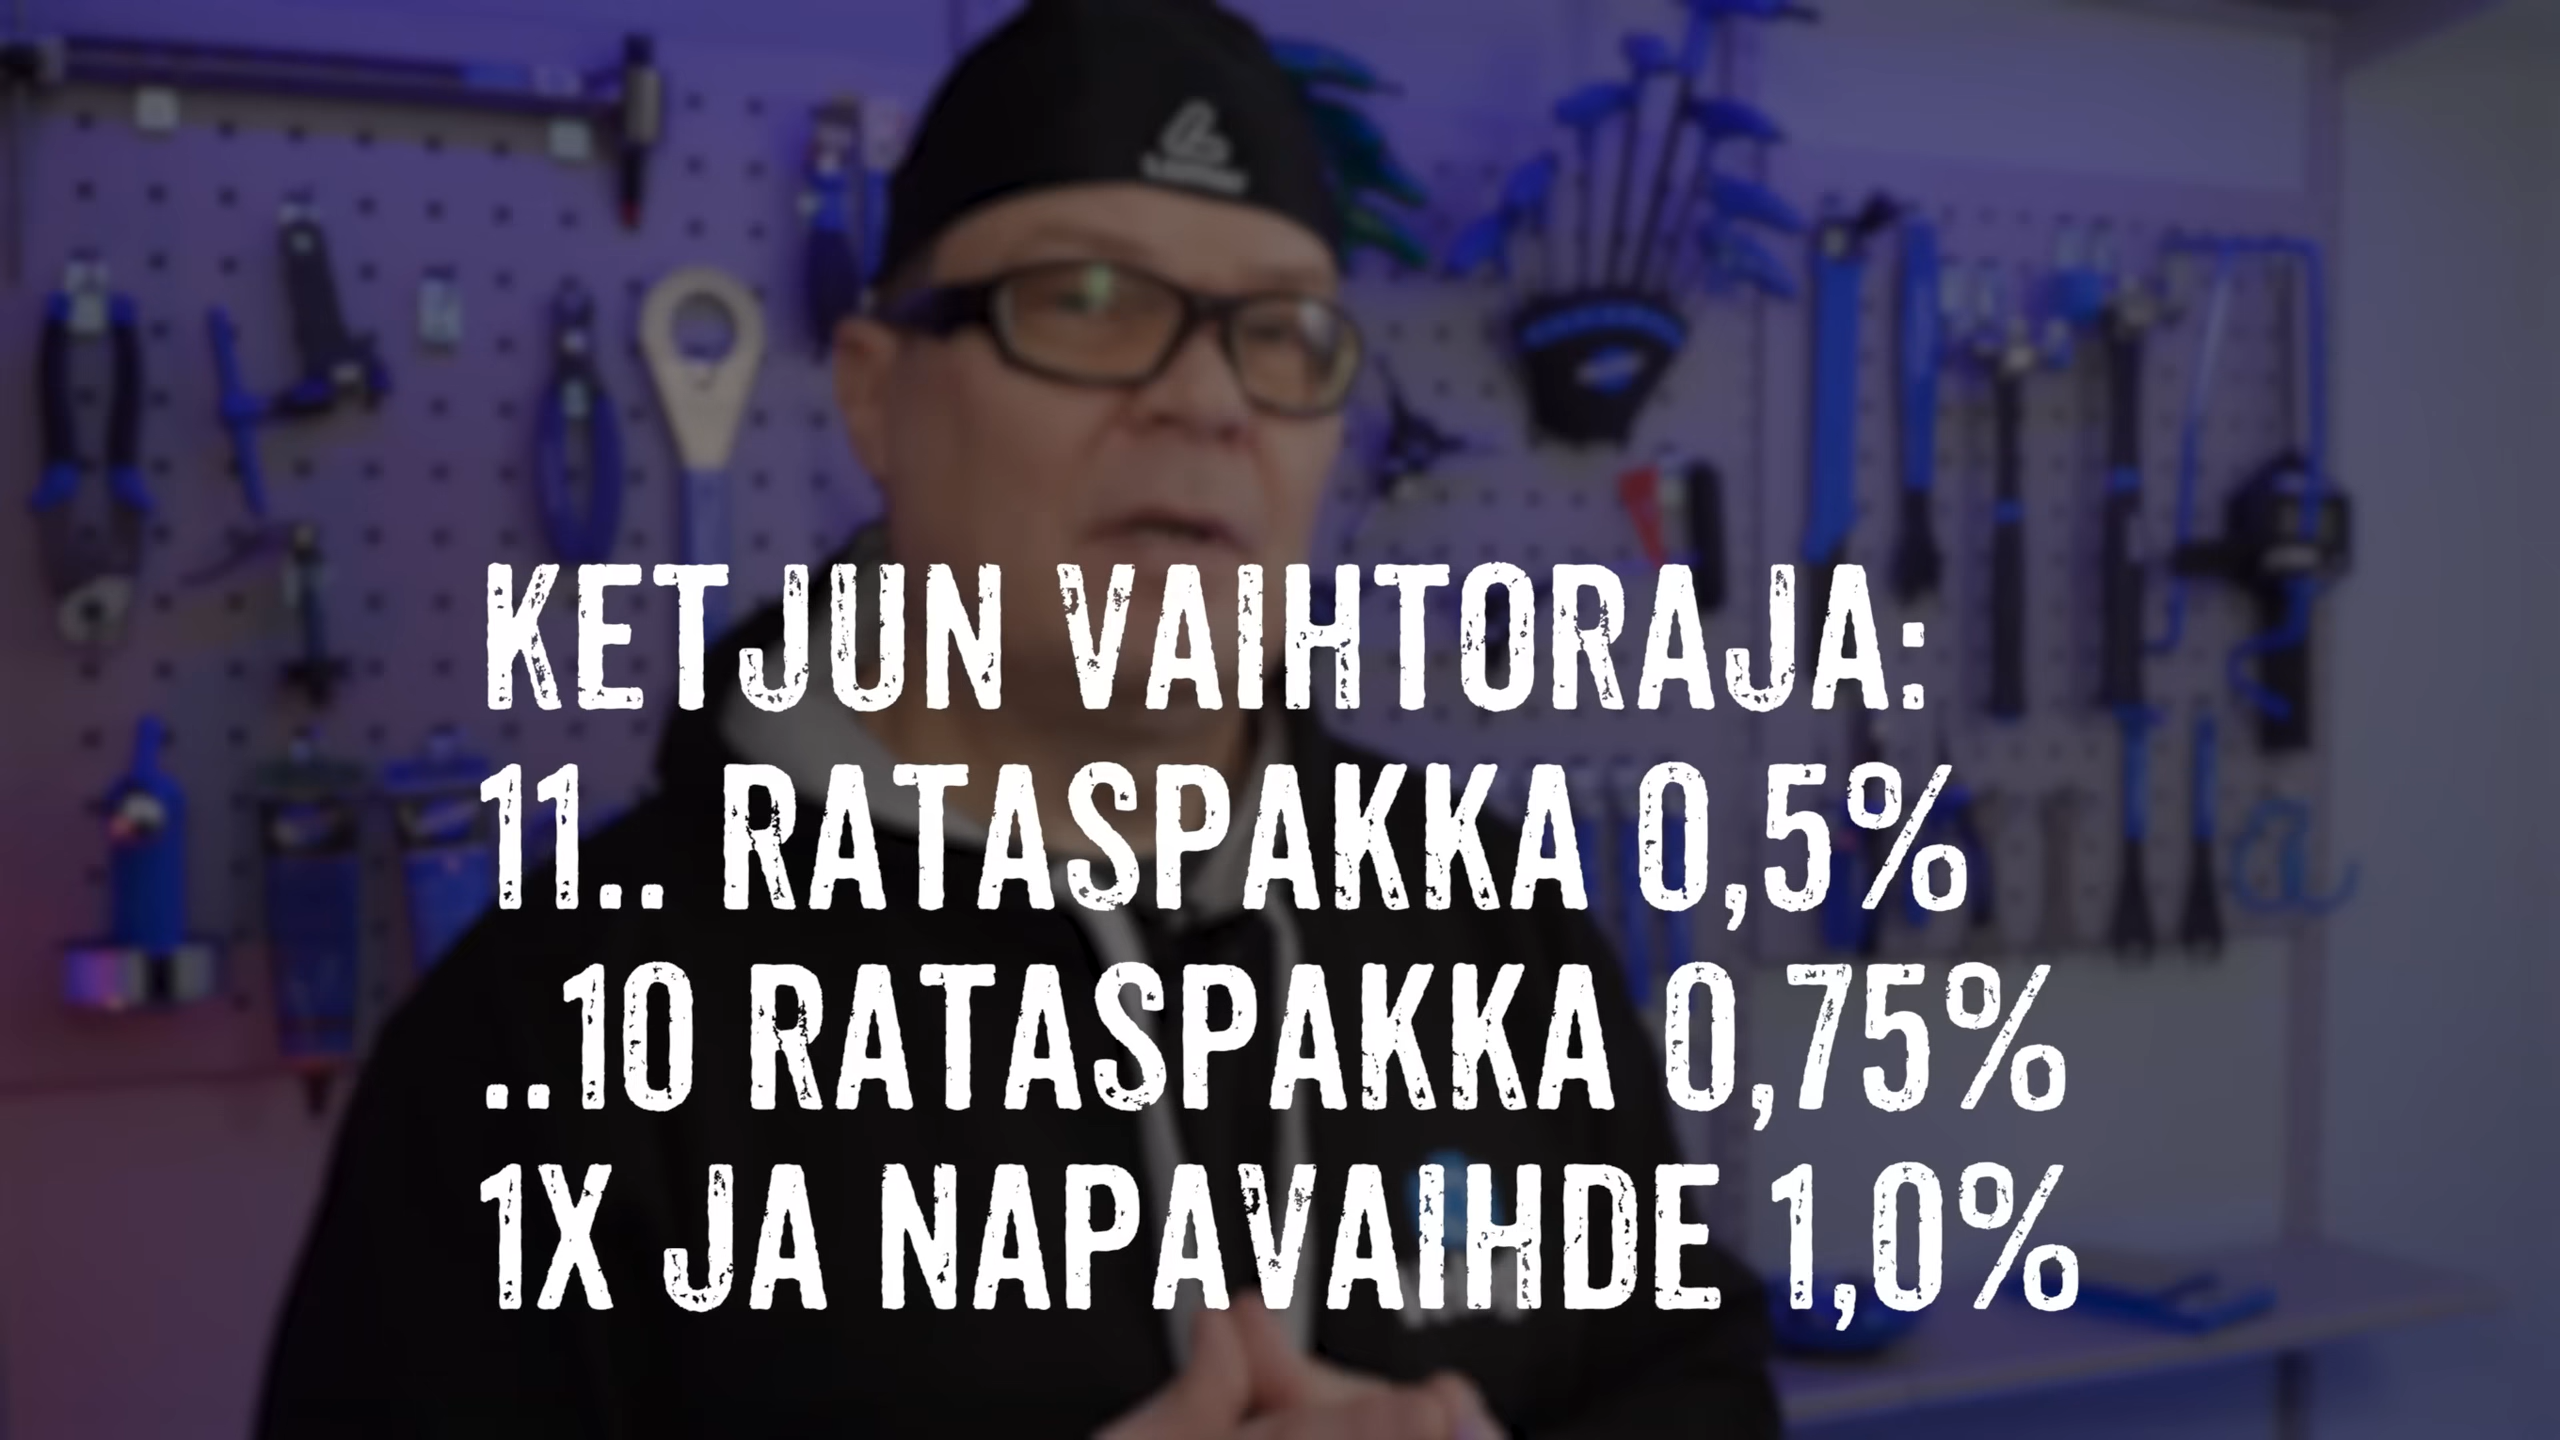 KETJUN VAIHTORAJA:
11.. RATASPAKKA 0,5%
..10 RATASPAKKA 0,75%
1X JA NAPAVAIHDE 1,0%